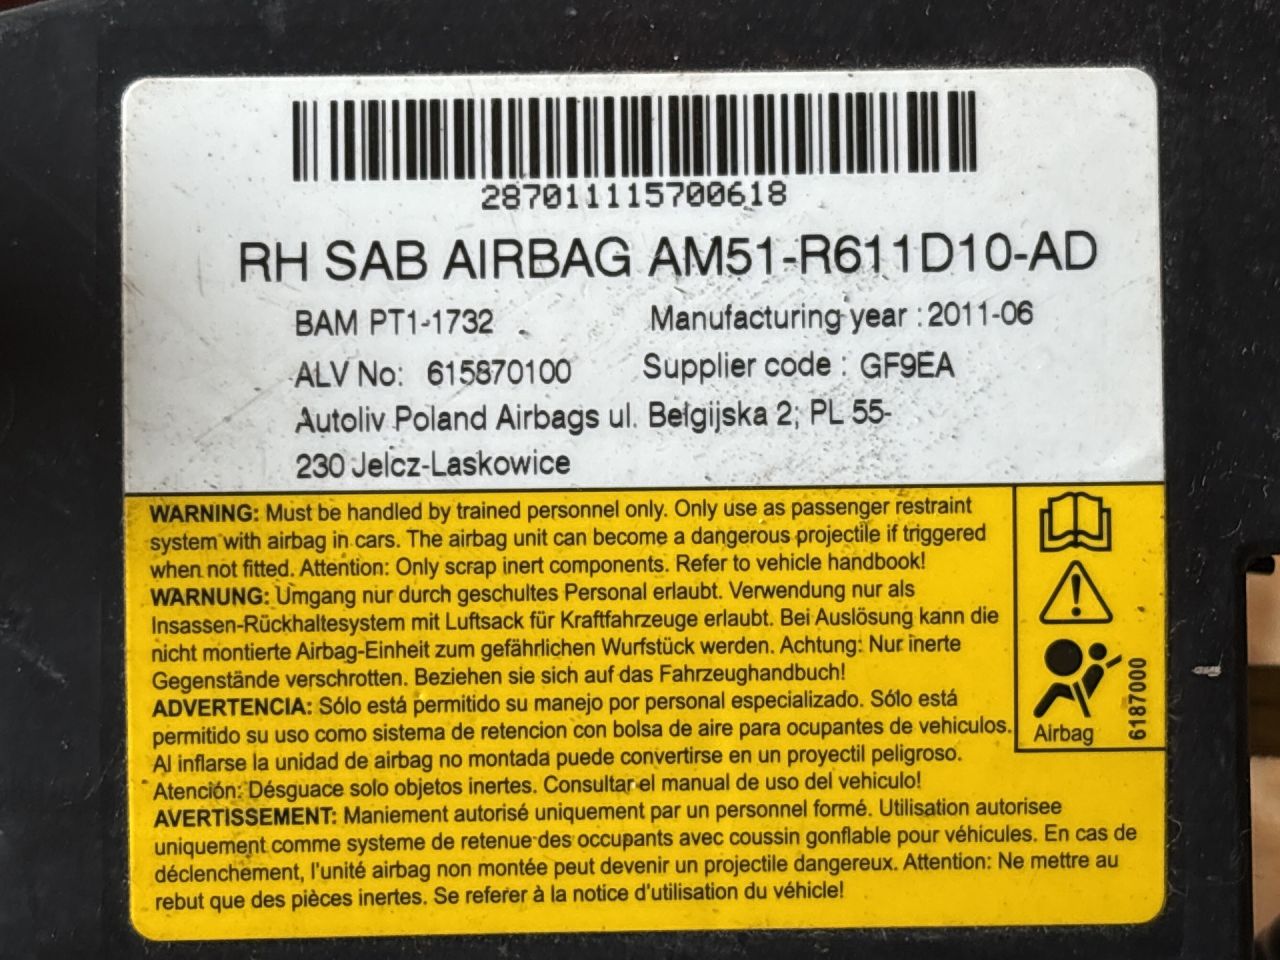 287011115700618
RH SAB AIRBAG AM51-R611D10-AD
BAM PT1-1732 Manufacturing year : 2011-06
ALV No: 615870100 Supplier code : GF9EA
Autoliv Poland Airbags ul. Belgijska 2; PL 55-
230 Jelcz-Laskowice
WARNING: Must be handled by trained personnel only. Only use as passenger restraint
system with airbag in cars. The airbag unit can become a dangerous projectile if triggered
when not fitted. Attention: Only scrap inert components. Refer to vehicle handbook!
WARNUNG: Umgang nur durch geschultes Personal erlaubt. Verwendung nur als
Insassen-Rückhaltesystem mit Luftsack für Kraftfahrzeuge erlaubt. Bei Auslösung kann die
nicht montierte Airbag-Einheit zum gefährlichen Wurfstück werden. Achtung: Nur inerte
Gegenstände verschrotten. Beziehen sie sich auf das Fahrzeughandbuch!
ADVERTENCIA: Sólo está permitido su manejo por personal especializado. Sólo está
permitido su uso como sistema de retencion con bolsa de aire para ocupantes de vehículos.
Al inflarse la unidad de airbag no montada puede convertirse en un proyectil peligroso.
Atención: Désguace solo objetos inertes. Consultar el manual de uso del vehiculo!
AVERTISSEMENT: Maniement autorisé uniquement par un personnel formé. Utilisation autorisee
uniquement comme systeme de retenue des occupants avec coussin gonflable pour véhicules. En cas de
déclenchement, l'unité airbag non montée peut devenir un projectile dangereux. Attention: Ne mettre au
rebut que des pièces inertes. Se referer à la notice d'utilisation du véhicle!
Airbag
6187000